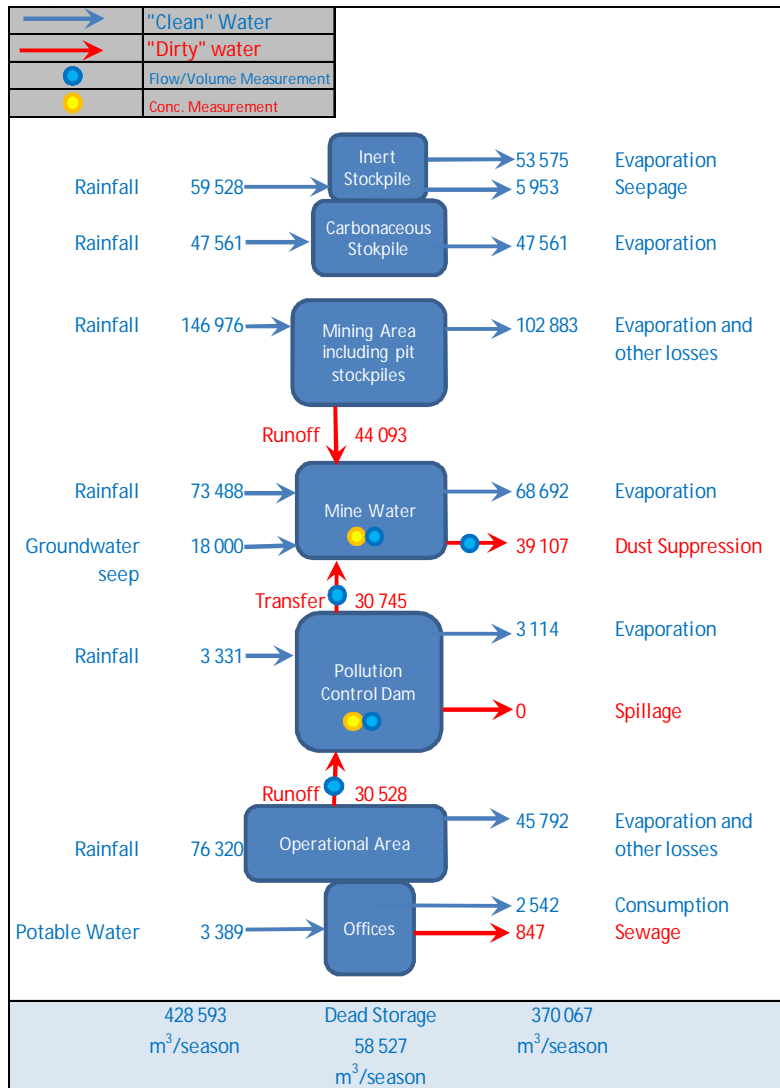 "Clean" Water
"Dirty" water
Flow/Volume Measurement
Conc. Measurement
Inert
Stockpile
53 575 Evaporation
Rainfall 59 528
5 953 Seepage
Rainfall 47 561
Carbonaceous
Stokpile
47 561 Evaporation
Rainfall 146 976
Mining Area
including pit
stockpiles
102 883 Evaporation and
other losses
Runoff 44 093
Rainfall 73 488
Mine Water
68 692 Evaporation
Groundwater 18 000
seep
39 107 Dust Suppression
Transfer 30 745
3 114 Evaporation
Rainfall 3 331
Pollution
Control Dam
0 Spillage
Runoff 30 528
45 792 Evaporation and
other losses
Rainfall 76 320
Operational Area
2 542 Consumption
Potable Water 3 389
Offices
847 Sewage
428 593 Dead Storage 370 067
m³/season 58 527 m³/season
m³/season